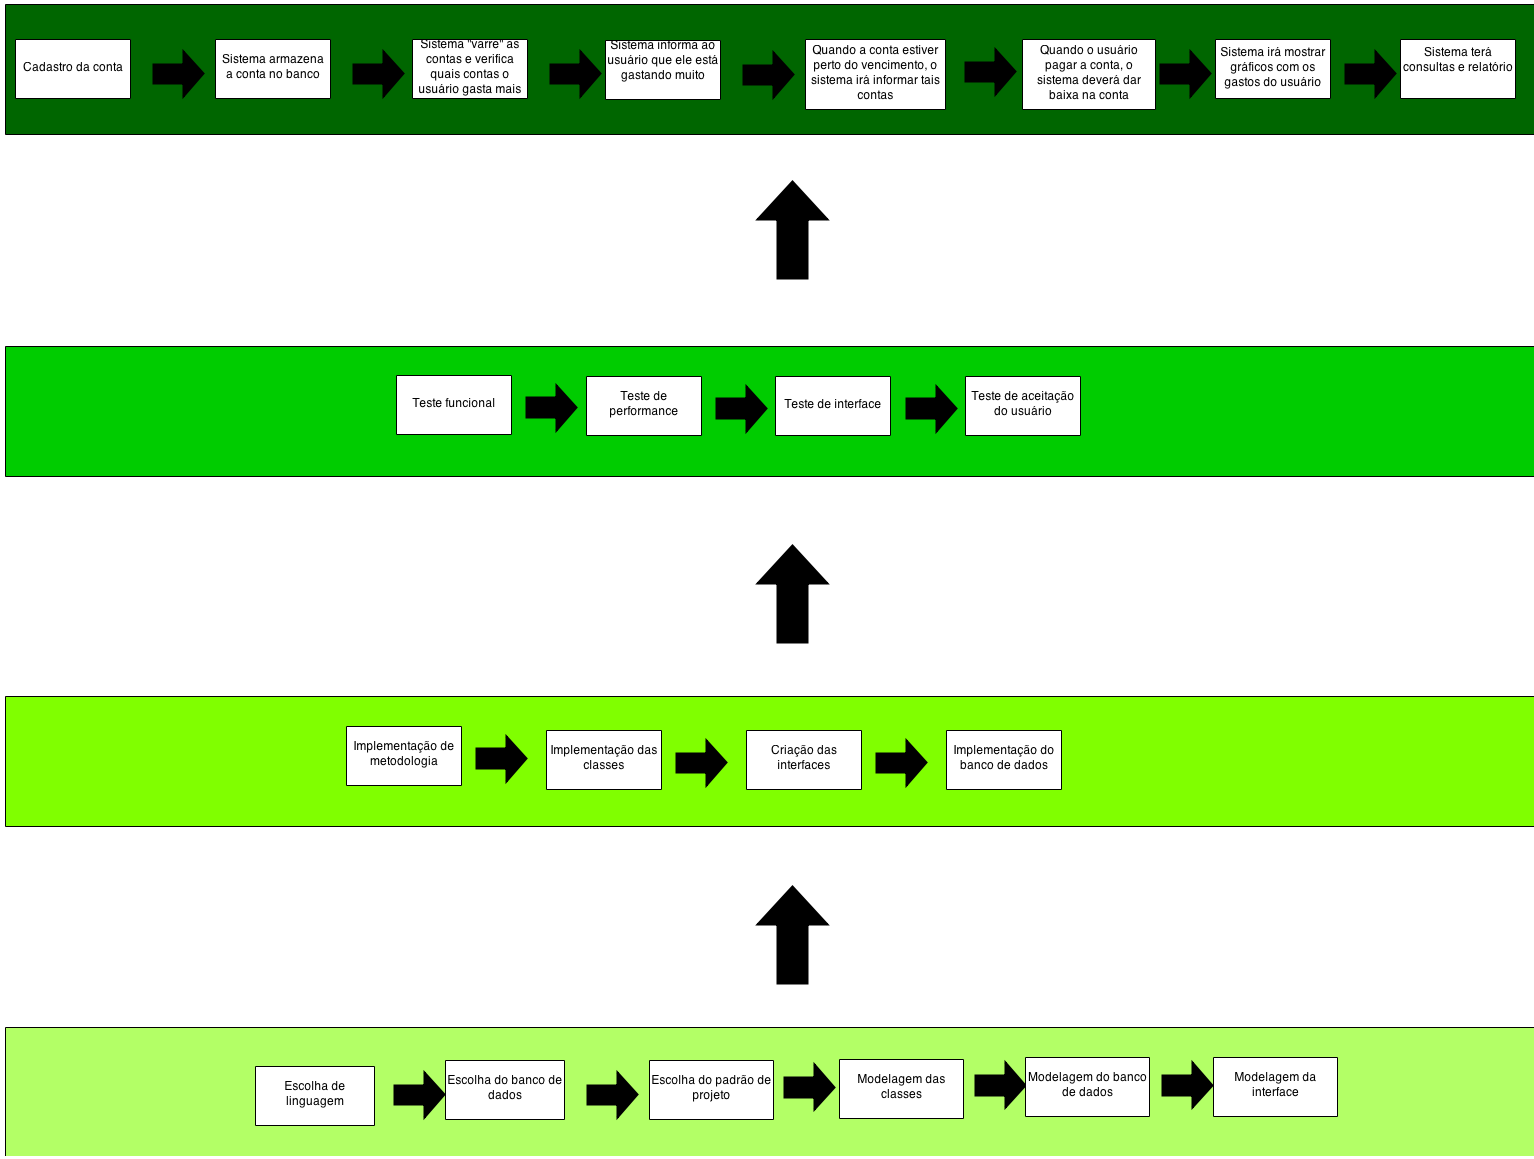 Cadastro da conta
Sistema armazena
a conta no banco
Sistema "varre" as
contas e verifica
quais contas o
usuário gasta mais
Sistema informa ao
usuário que ele está
gastando muito
Quando a conta estiver
perto do vencimento, o
sistema irá informar tais
contas
Quando o usuário
pagar a conta, o
sistema deverá dar
baixa na conta
Sistema irá mostrar
gráficos com os
gastos do usuário
Sistema terá
consultas e relatório
Teste funcional
Teste de
performance
Teste de interface
Teste de aceitação
do usuário
Implementação de
metodologia
Implementação das
classes
Criação das
interfaces
Implementação do
banco de dados
Escolha de
linguagem
Escolha do banco de
dados
Escolha do padrão de
projeto
Modelagem das
classes
Modelagem do banco
de dados
Modelagem da
interface